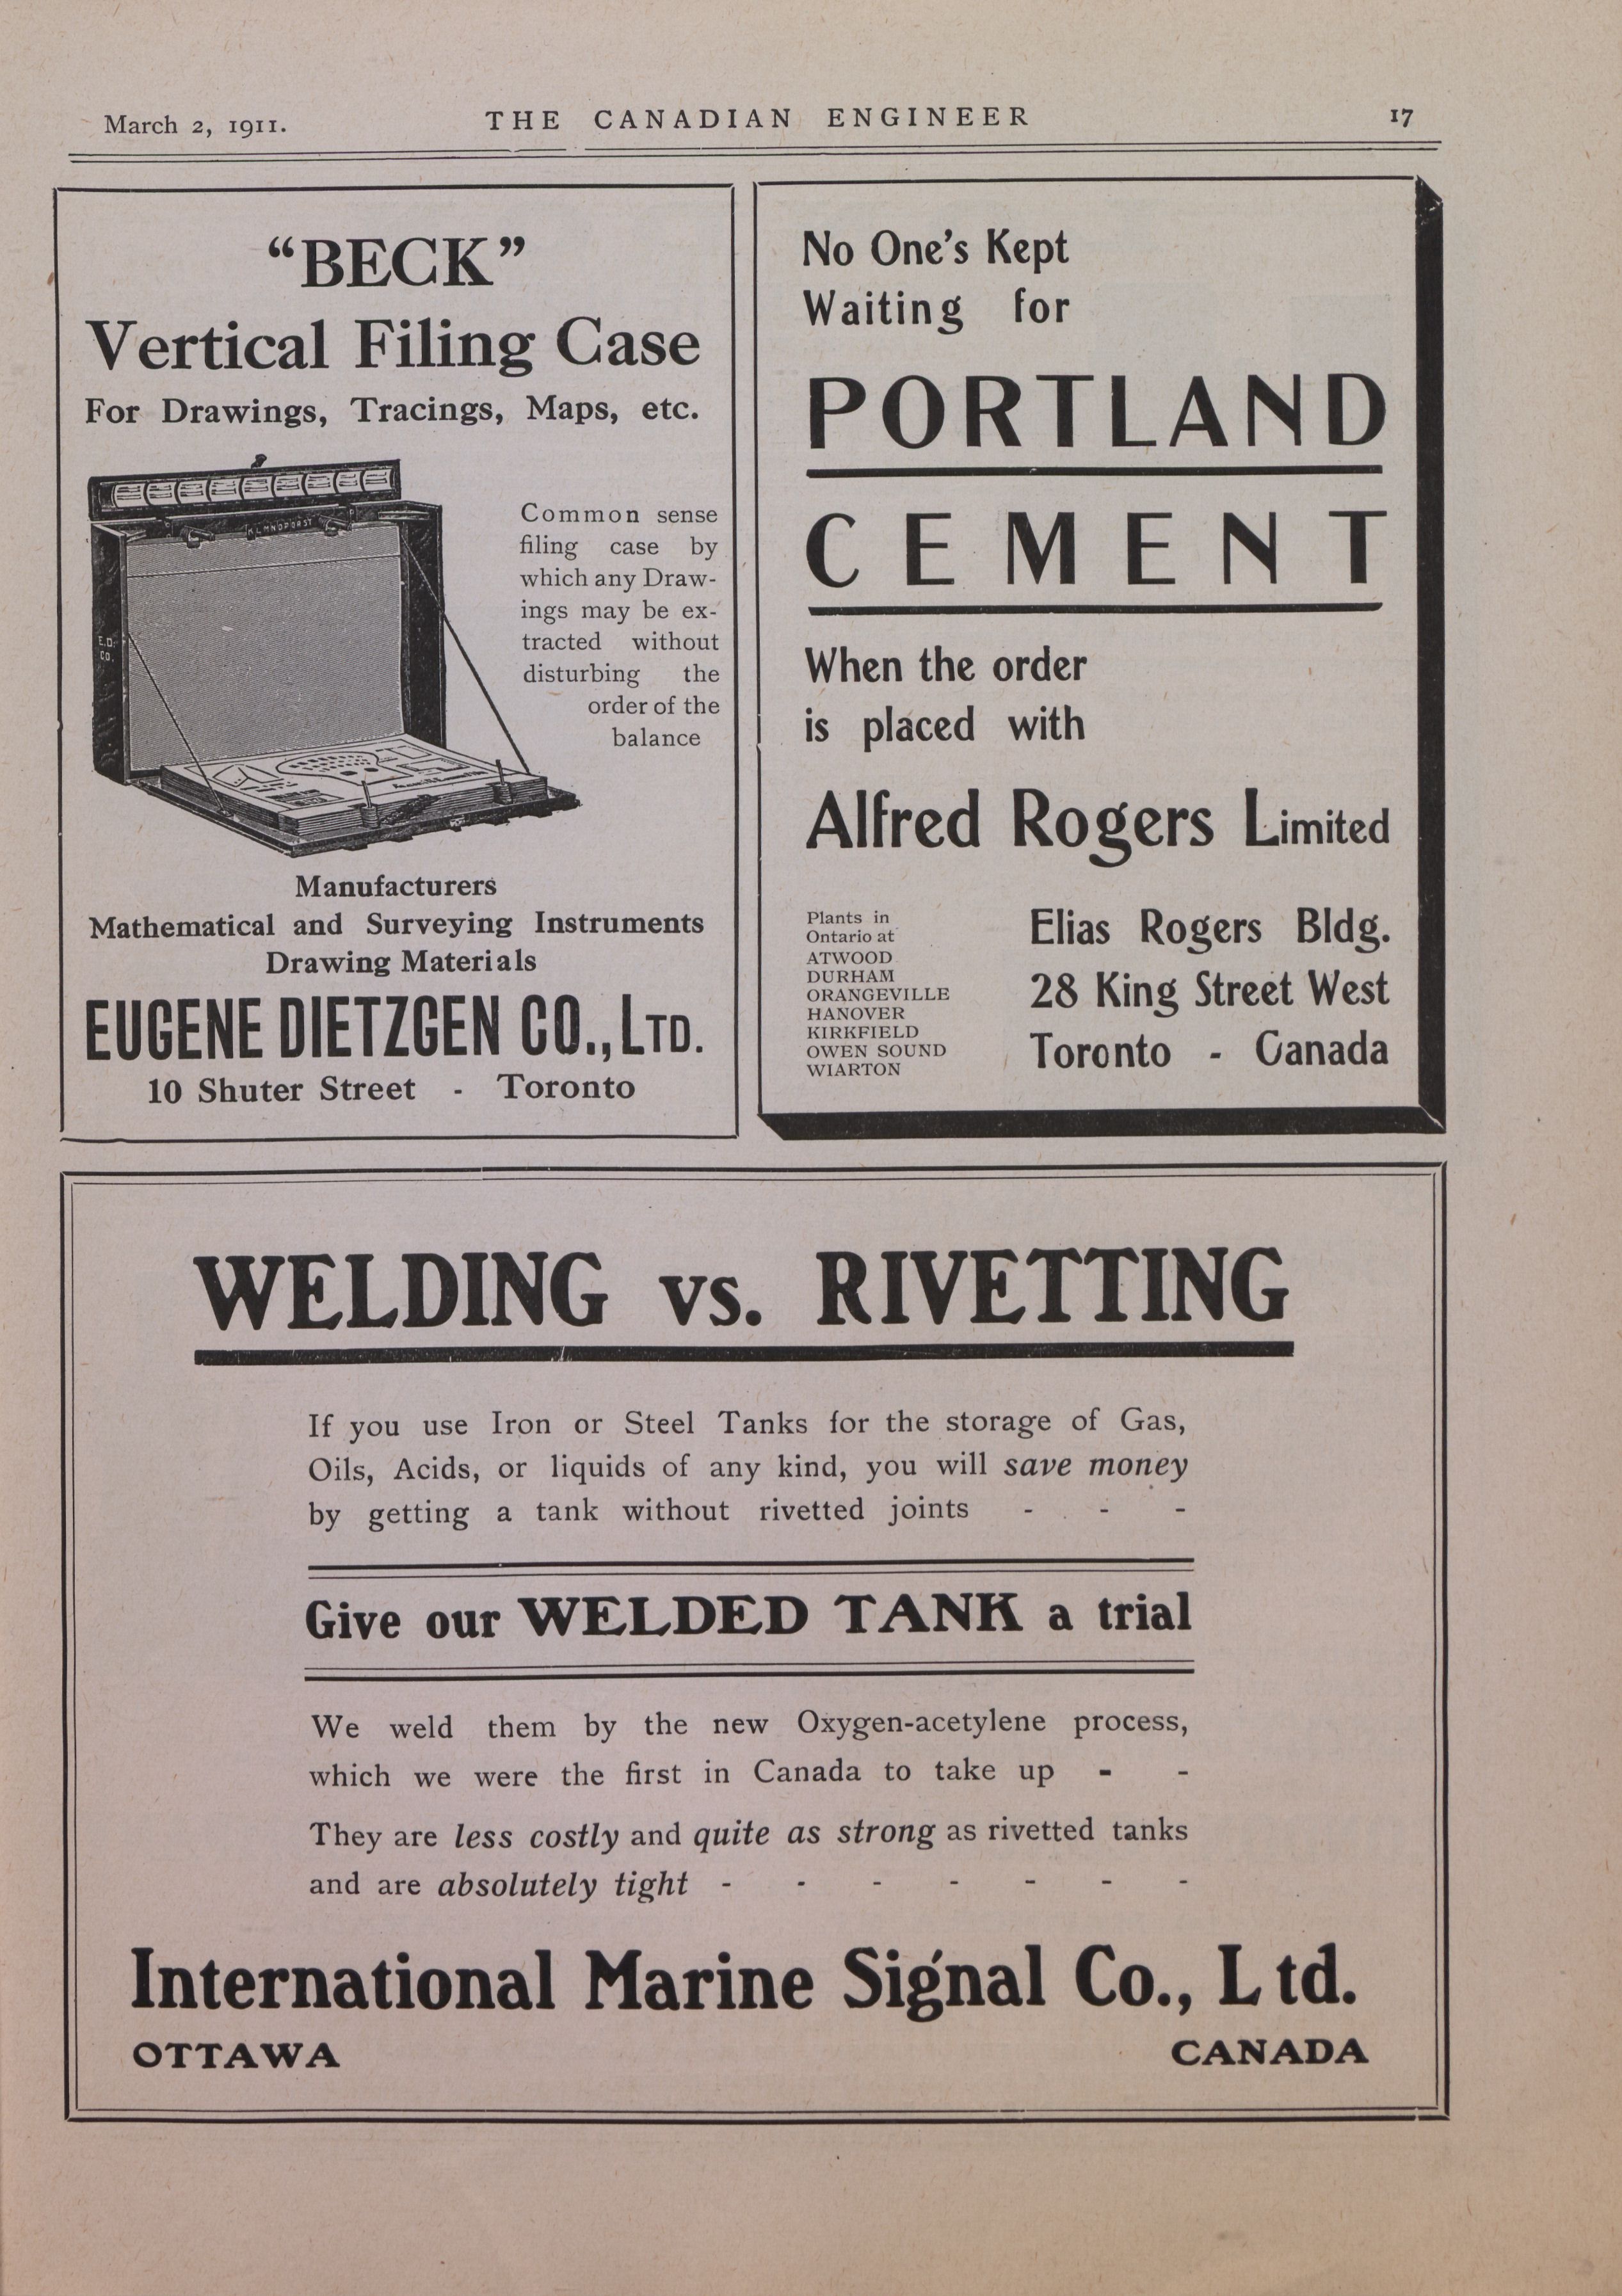 March 2, 1911.
THE CANADIAN ENGINEER
17
“BECK”
Vertical Filing Case
For Drawings, Tracings, Maps, etc.
KLMNOPQRST
E.D.
CO.
Common sense
filing case by
which any Draw-
ings may be ex-
tracted without
disturbing the
order of the
balance
Manufacturers
Mathematical and Surveying Instruments
Drawing Materials
EUGENE DIETZGEN CO., LTD.
10 Shuter Street - Toronto
No One’s Kept
Waiting for
PORTLAND
CEMENT
When the order
is placed with
Alfred Rogers Limited
Plants in
Ontario at
ATWOOD
DURHAM
ORANGEVILLE
HANOVER
KIRKFIELD
OWEN SOUND
WIARTON
Elias Rogers Bldg.
28 King Street West
Toronto - Canada
WELDING vs. RIVETTING
If you use Iron or Steel Tanks for the storage of Gas,
Oils, Acids, or liquids of any kind, you will save money
by getting a tank without rivetted joints - - -
Give our WELDED TANK a trial
We weld them by the new Oxygen-acetylene process,
which we were the first in Canada to take up - -
They are less costly and quite as strong as rivetted tanks
and are absolutely tight - - - - - - -
International Marine Signal Co., Ltd.
OTTAWA
CANADA